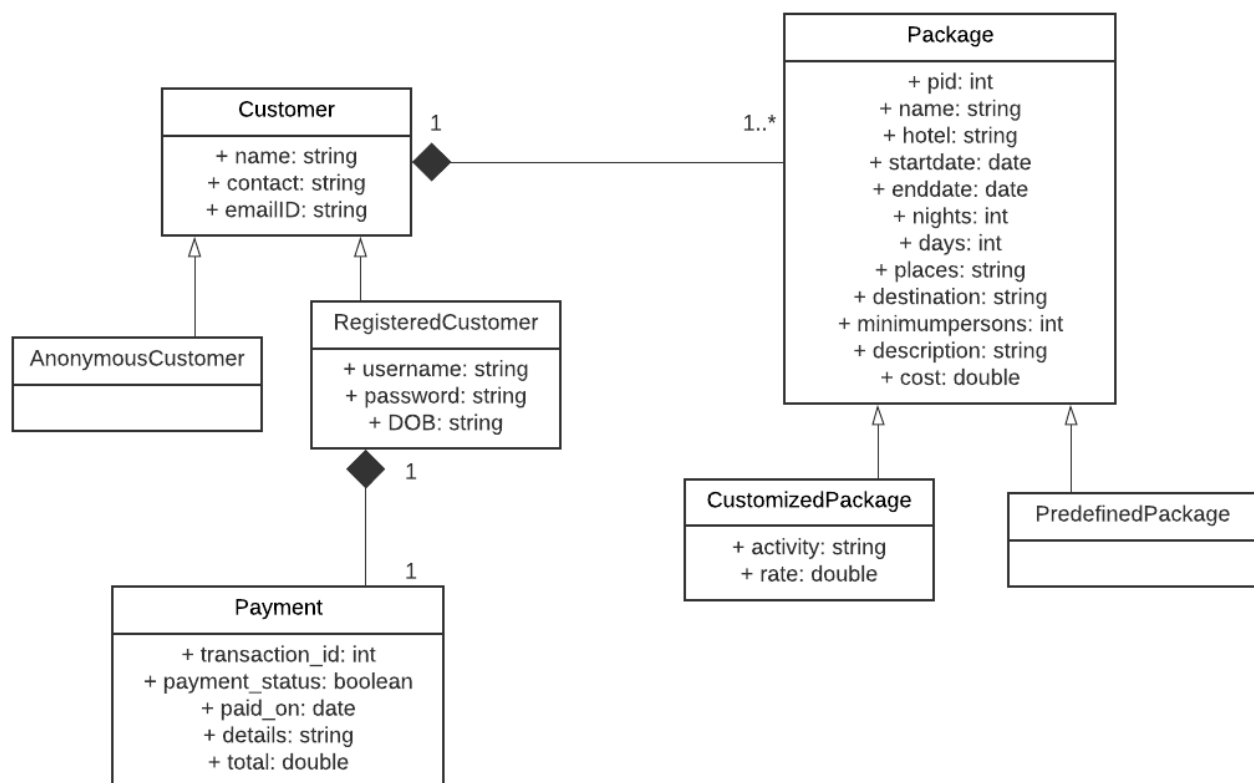 Package
+ pid: int
+ name: string
+ hotel: string
+ startdate: date
+ enddate: date
+ nights: int
+ days: int
+ places: string
+ destination: string
+ minimumpersons: int
+ description: string
+ cost: double
Customer
+ name: string
+ contact: string
+ emailID: string
1
1..*
RegisteredCustomer
+ username: string
+ password: string
+ DOB: string
AnonymousCustomer
1
1
CustomizedPackage
+ activity: string
+ rate: double
PredefinedPackage
Payment
+ transaction_id: int
+ payment_status: boolean
+ paid_on: date
+ details: string
+ total: double